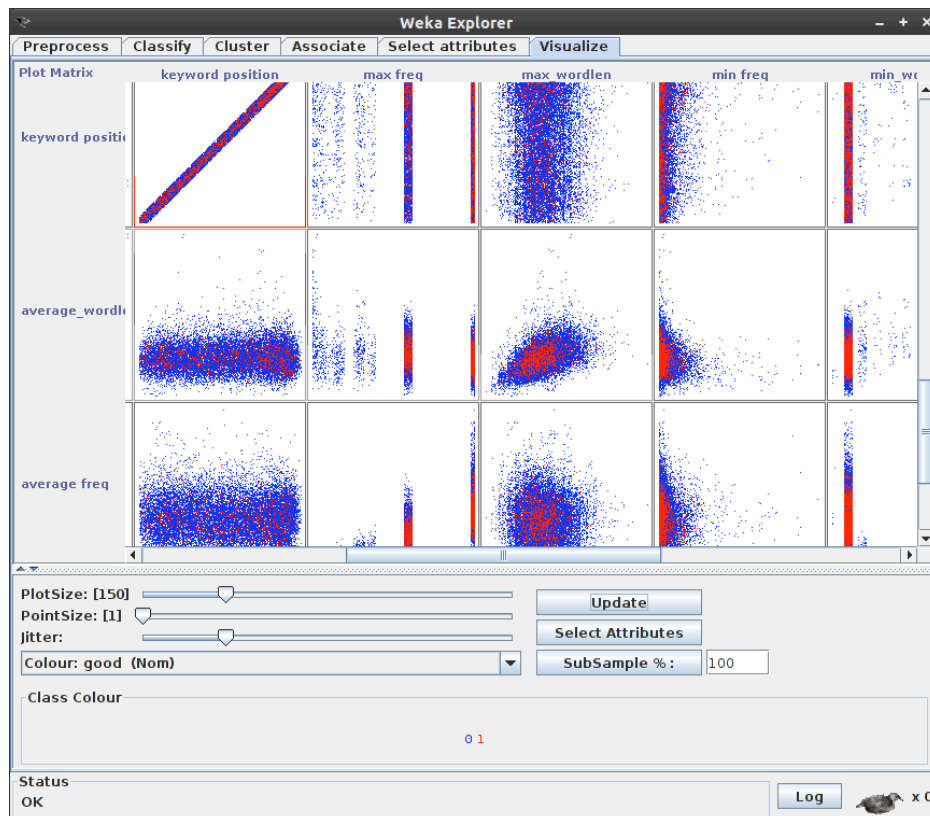 Weka Explorer
Preprocess Classify Cluster Associate Select attributes Visualize
Plot Matrix keyword position max freq max_wordlen min freq min_wo
keyword positio
average_wordle
average freq
PlotSize: [150]
Update
PointSize: [1]
Select Attributes
Jitter:
Colour: good (Nom)
SubSample % : 100
Class Colour
0 1
Status
OK
Log x 0